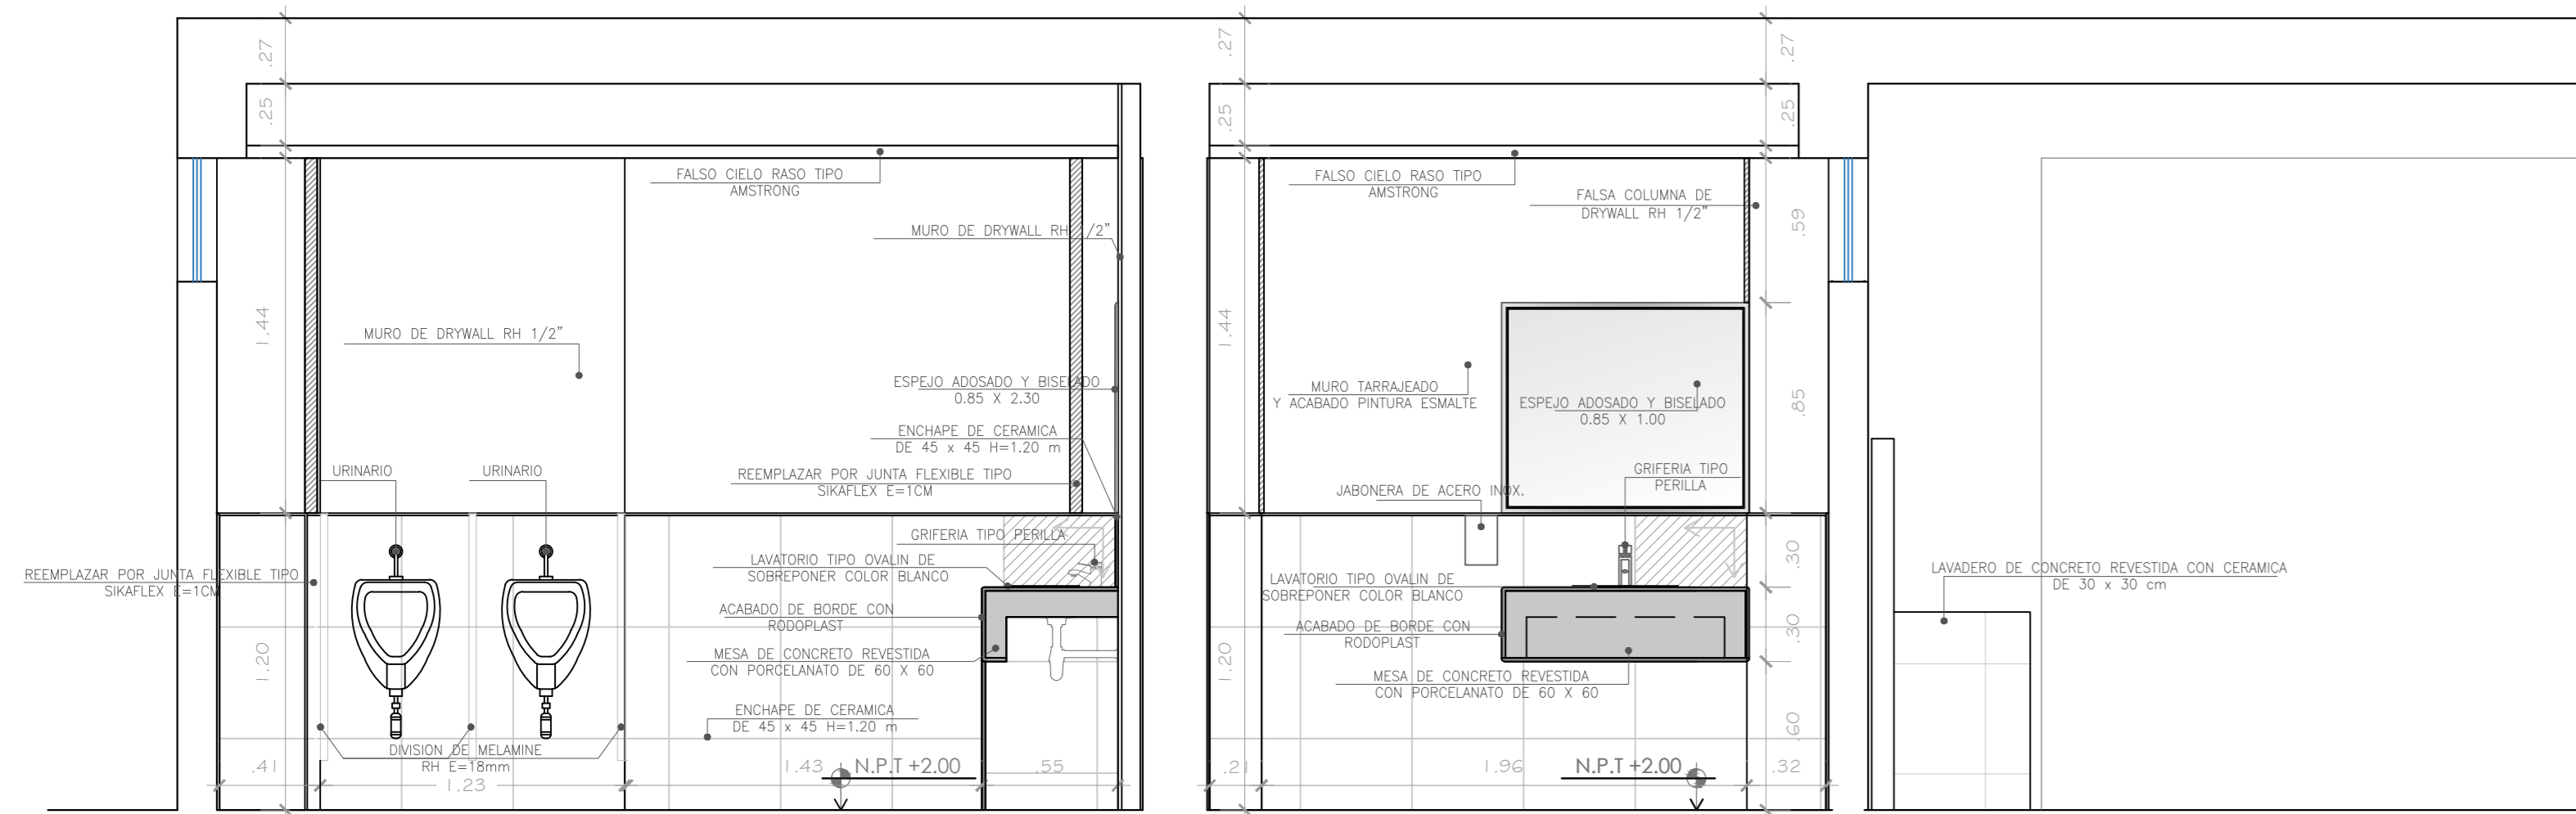 .27
.25
1.44
1.20
FALSO CIELO RASO TIPO
AMSTRONG
MURO DE DRYWALL RH 1/2”
MURO DE DRYWALL RH 1/2”
ESPEJO ADOSADO Y BISELADO
0.85 X 2.30
ENCHAPE DE CERAMICA
DE 45 x 45 H=1.20 m
URINARIO
URINARIO
REEMPLAZAR POR JUNTA FLEXIBLE TIPO
SIKAFLEX E=1CM
GRIFERIA TIPO PERILLA
REEMPLAZAR POR JUNTA FLEXIBLE TIPO
SIKAFLEX E=1CM
LAVATORIO TIPO OVALIN DE
SOBREPONER COLOR BLANCO
ACABADO DE BORDE CON
RODOPLAST
MESA DE CONCRETO REVESTIDA
CON PORCELANATO DE 60 X 60
ENCHAPE DE CERAMICA
DE 45 x 45 H=1.20 m
DIVISION DE MELAMINE
RH E=18mm
.41
1.23
1.43
N.P.T +2.00
.55
.27
.25
1.44
1.20
.27
.25
.59
.85
.30
.30
.60
FALSO CIELO RASO TIPO
AMSTRONG
FALSA COLUMNA DE
DRYWALL RH 1/2”
MURO TARRAJEADO
Y ACABADO PINTURA ESMALTE
ESPEJO ADOSADO Y BISELADO
0.85 X 1.00
GRIFERIA TIPO
PERILLA
JABONERA DE ACERO INOX.
LAVATORIO TIPO OVALIN DE
SOBREPONER COLOR BLANCO
ACABADO DE BORDE CON
RODOPLAST
MESA DE CONCRETO REVESTIDA
CON PORCELANATO DE 60 X 60
.21
1.96
N.P.T +2.00
.32
LAVADERO DE CONCRETO REVESTIDA CON CERAMICA
DE 30 x 30 cm